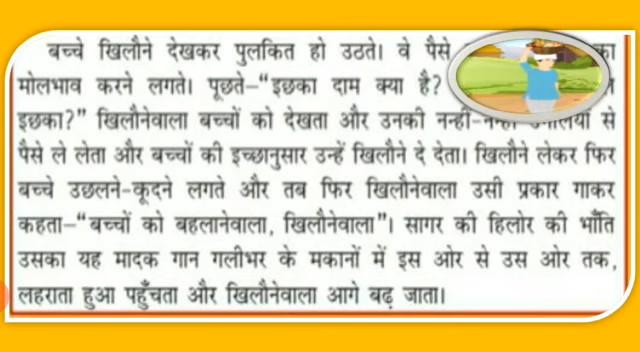 बच्चे खिलौने देखकर पुलकित हो उठते। वे पैसे का
मोलभाव करने लगते। पूछते–“इछका दाम क्या है?
इछका?” खिलौनेवाला बच्चों को देखता और उनकी नन्हीं-नन्हीं उँगलियों से
पैसे ले लेता और बच्चों की इच्छानुसार उन्हें खिलौने दे देता। खिलौने लेकर फिर
बच्चे उछलने-कूदने लगते और तब फिर खिलौनेवाला उसी प्रकार गाकर
कहता–“बच्चों को बहलानेवाला, खिलौनेवाला”। सागर की हिलोर की भाँति
उसका यह मादक गान गलीभर के मकानों में इस ओर से उस ओर तक,
लहराता हुआ पहुँचता और खिलौनेवाला आगे बढ़ जाता।